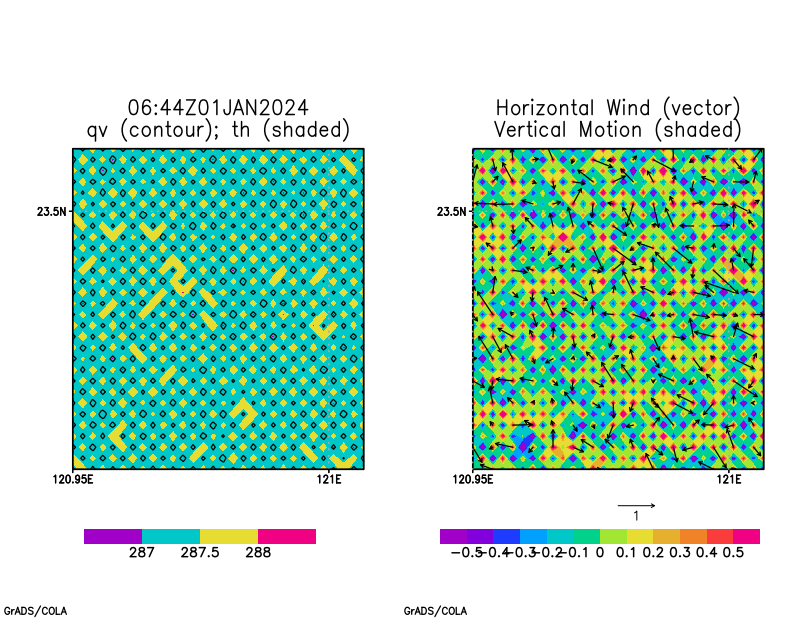 06:44Z01JAN2024
qv (contour); th (shaded)
23.5N
120.95E
121E
287
287.5
288
GrADS/COLA
Horizontal Wind (vector)
Vertical Motion (shaded)
23.5N
120.95E
121E
1
-0.5-0.4-0.3-0.2-0.1 0 0.1 0.2 0.3 0.4 0.5
GrADS/COLA